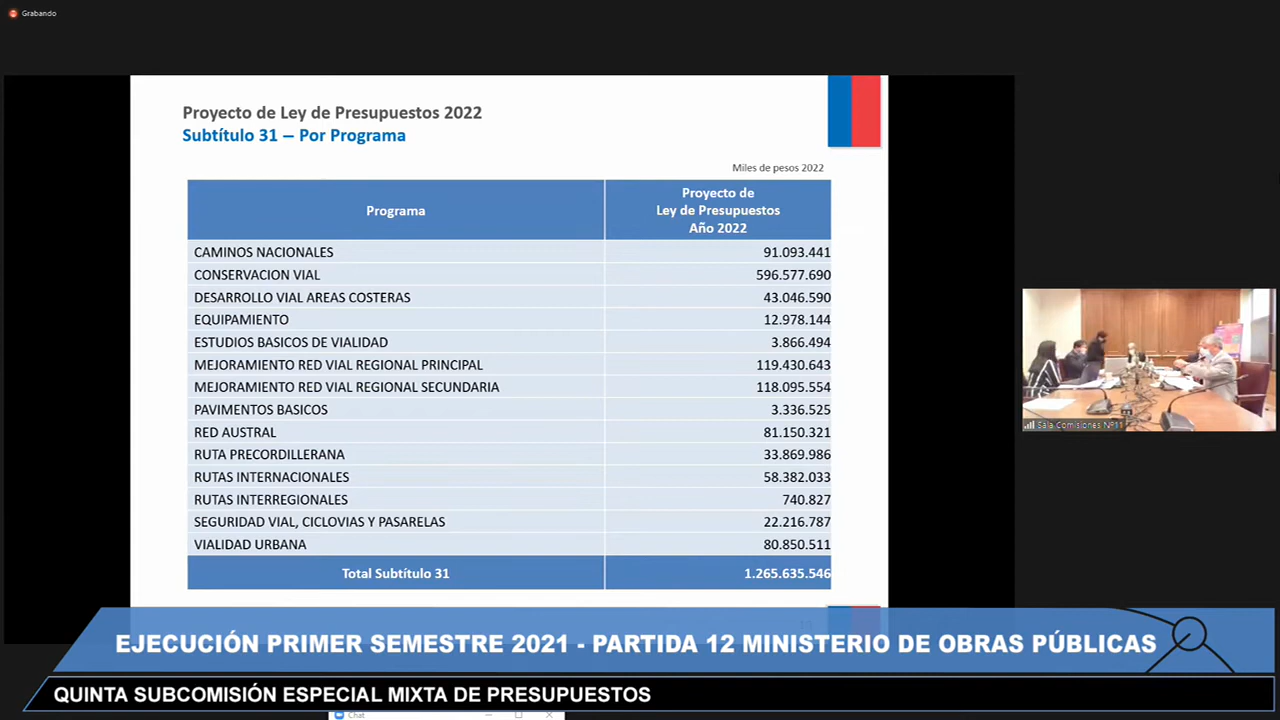 Grabando
Proyecto de Ley de Presupuestos 2022
Subtítulo 31 – Por Programa
Miles de pesos 2022
Programa
Proyecto de
Ley de Presupuestos
Año 2022
CAMINOS NACIONALES 91.093.441
CONSERVACION VIAL 596.577.690
DESARROLLO VIAL AREAS COSTERAS 43.046.590
EQUIPAMIENTO 12.978.144
ESTUDIOS BASICOS DE VIALIDAD 3.866.494
MEJORAMIENTO RED VIAL REGIONAL PRINCIPAL 119.430.643
MEJORAMIENTO RED VIAL REGIONAL SECUNDARIA 118.095.554
PAVIMENTOS BASICOS 3.336.525
RED AUSTRAL 81.150.321
RUTA PRECORDILLERANA 33.869.986
RUTAS INTERNACIONALES 58.382.033
RUTAS INTERREGIONALES 740.827
SEGURIDAD VIAL, CICLOVIAS Y PASARELAS 22.216.787
VIALIDAD URBANA 80.850.511
Total Subtítulo 31 1.265.635.546
Sala Comisiones Nº11
EJECUCIÓN PRIMER SEMESTRE 2021 - PARTIDA 12 MINISTERIO DE OBRAS PÚBLICAS
QUINTA SUBCOMISIÓN ESPECIAL MIXTA DE PRESUPUESTOS
Chat